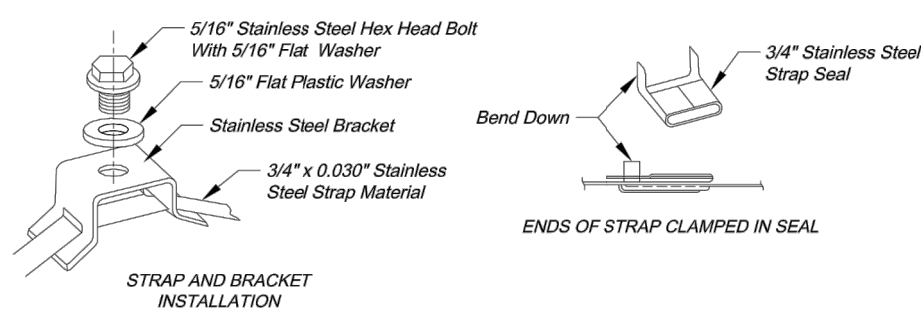 5/16" Stainless Steel Hex Head Bolt
With 5/16" Flat Washer
5/16" Flat Plastic Washer
Stainless Steel Bracket
3/4" x 0.030" Stainless
Steel Strap Material
STRAP AND BRACKET
INSTALLATION
3/4" Stainless Steel
Strap Seal
Bend Down
ENDS OF STRAP CLAMPED IN SEAL